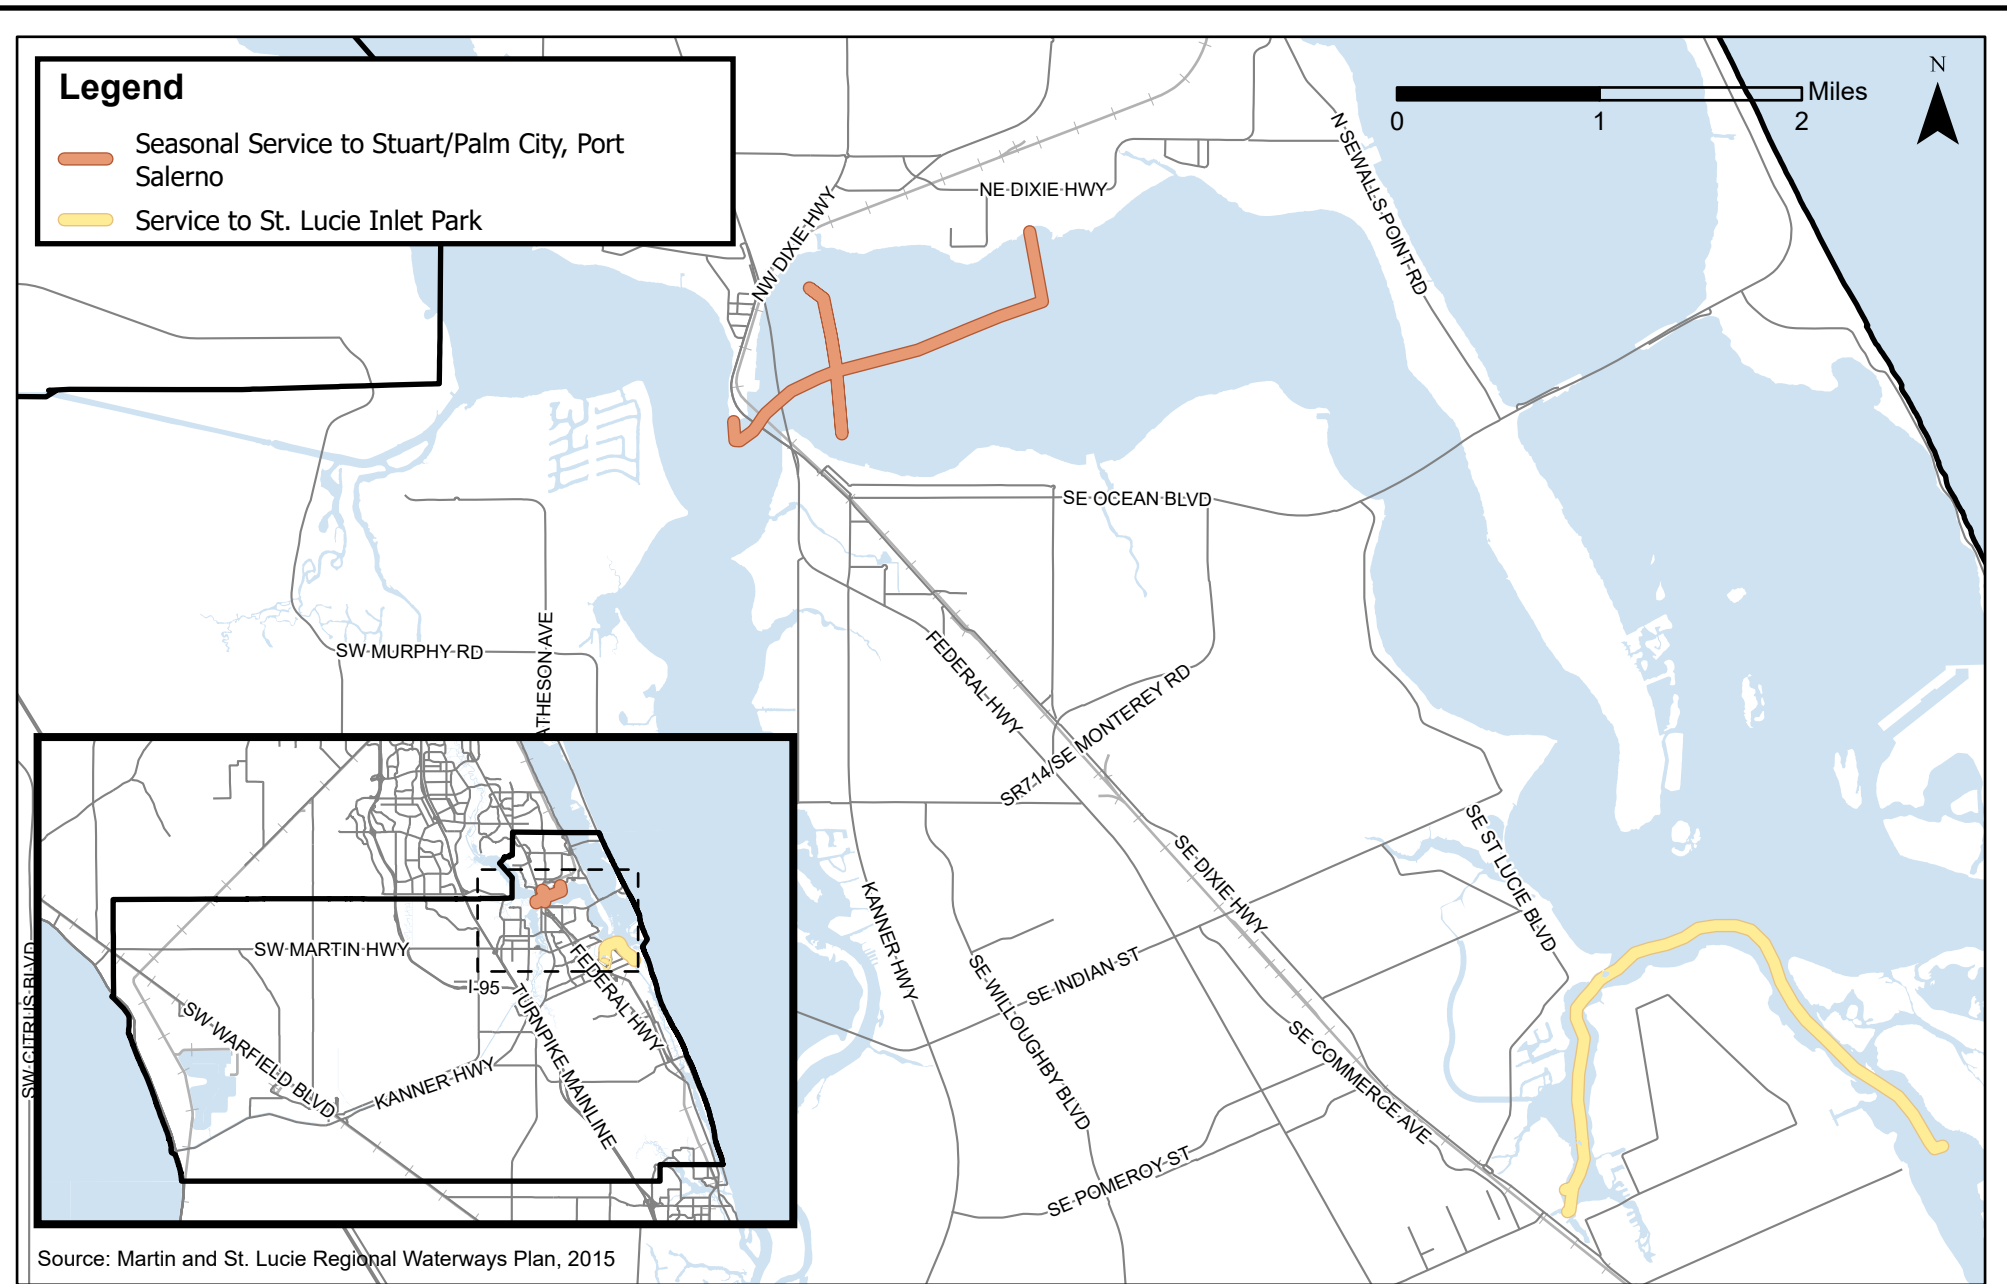 Legend
Seasonal Service to Stuart/Palm City, Port
Salerno
Service to St. Lucie Inlet Park
Miles
0 1 2
N
NE DIXIE HWY
NW DIXIE HWY
N SEWALLS POINT RD
SE OCEAN BLVD
SW MURPHY RD
ATHESON AVE
FEDERAL HWY
SR714/SE MONTEREY RD
SE DIXIE HWY
SE ST LUCIE BLVD
KANNER HWY
SE WILLOUGHBY BLVD
SE INDIAN ST
SE COMMERCE AVE
SE POMEROY ST
SW CITRUS BLVD
SW MARTIN HWY
I-95
FEDERAL HWY
TURNPIKE MAINLINE
SW WARFIELD BLVD
KANNER HWY
Source: Martin and St. Lucie Regional Waterways Plan, 2015